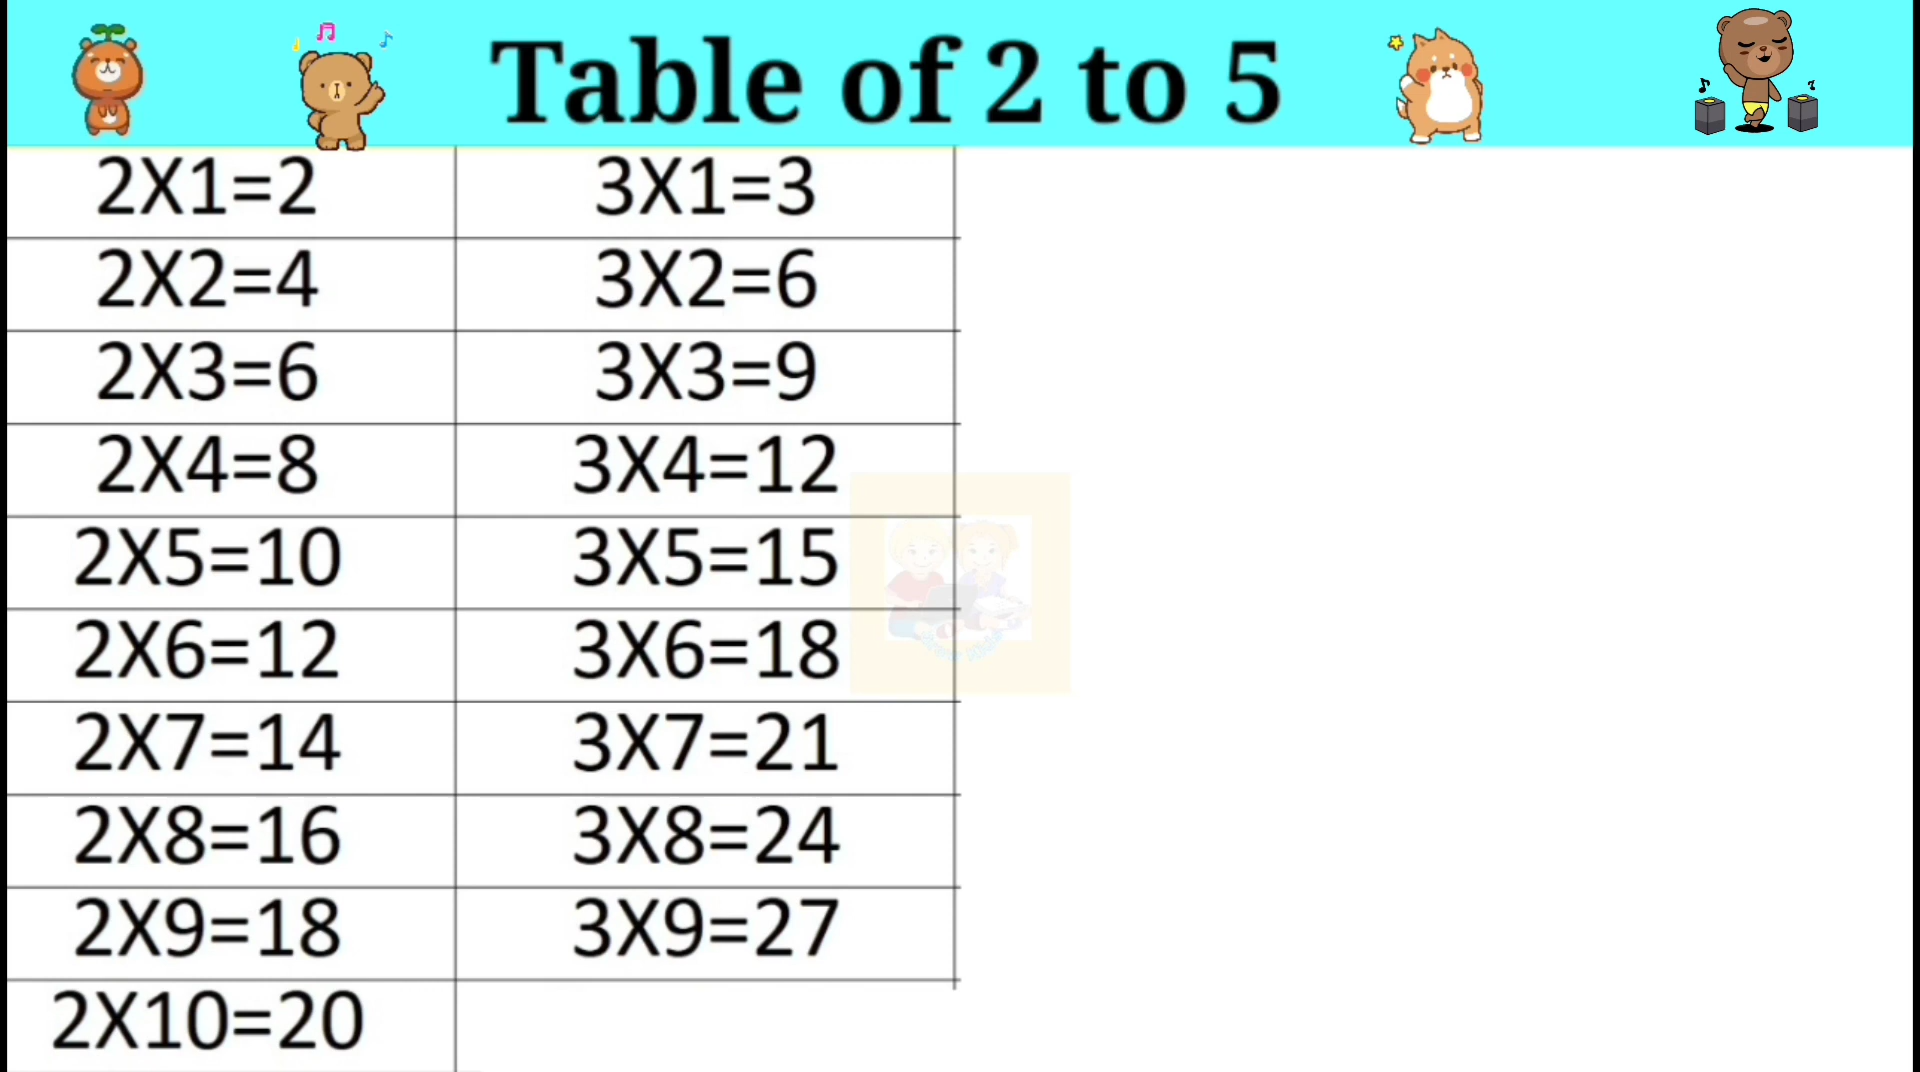 Table of 2 to 5
2X1=2
3X1=3
2X2=4
3X2=6
2X3=6
3X3=9
2X4=8
3X4=12
2X5=10
3X5=15
2X6=12
3X6=18
2X7=14
3X7=21
2X8=16
3X8=24
2X9=18
3X9=27
2X10=20